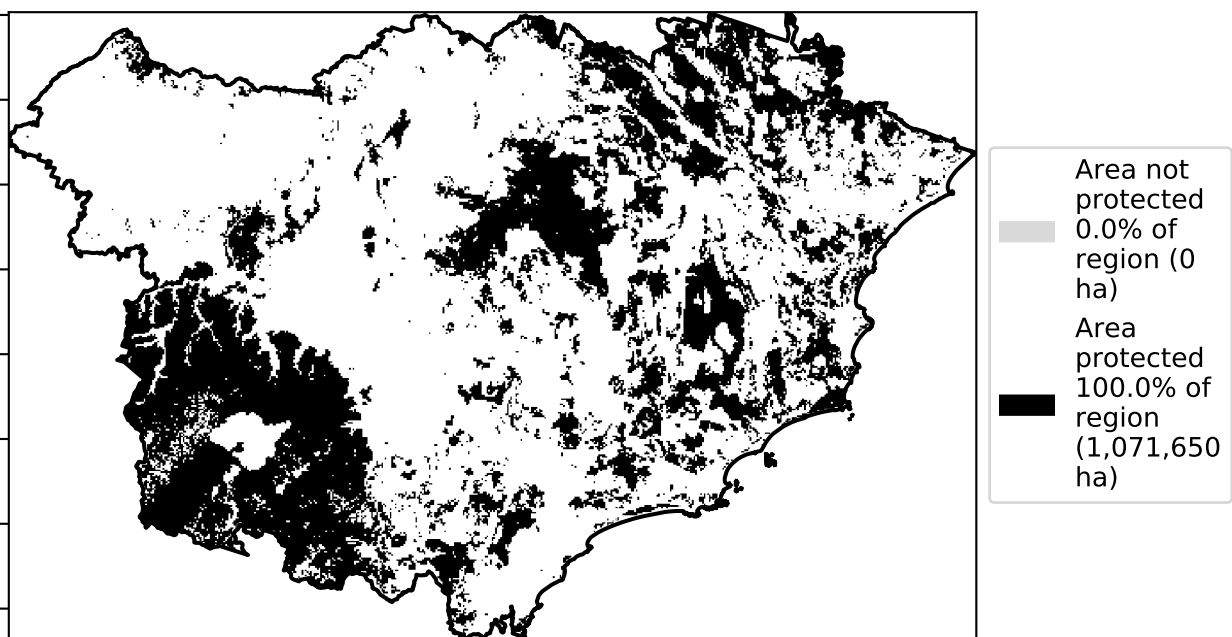 Area not
protected
0.0% of
region (0
ha)
Area
protected
100.0% of
region
(1,071,650
ha)